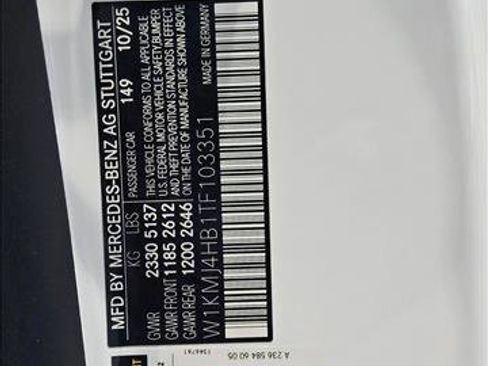 MFD BY MERCEDES-BENZ AG STUTTGART
KG LBS PASSENGER CAR 149 10/25
GVWR 2330 5137
GAWR FRONT 1185 2612
GAWR REAR 1200 2646
THIS VEHICLE CONFORMS TO ALL APPLICABLE
U.S. FEDERAL MOTOR VEHICLE SAFETY, BUMPER
AND THEFT PREVENTION STANDARDS IN EFFECT
ON THE DATE OF MANUFACTURE SHOWN ABOVE
W1KMJ4HB1TF103351 MADE IN GERMANY
A 236 584 60 05